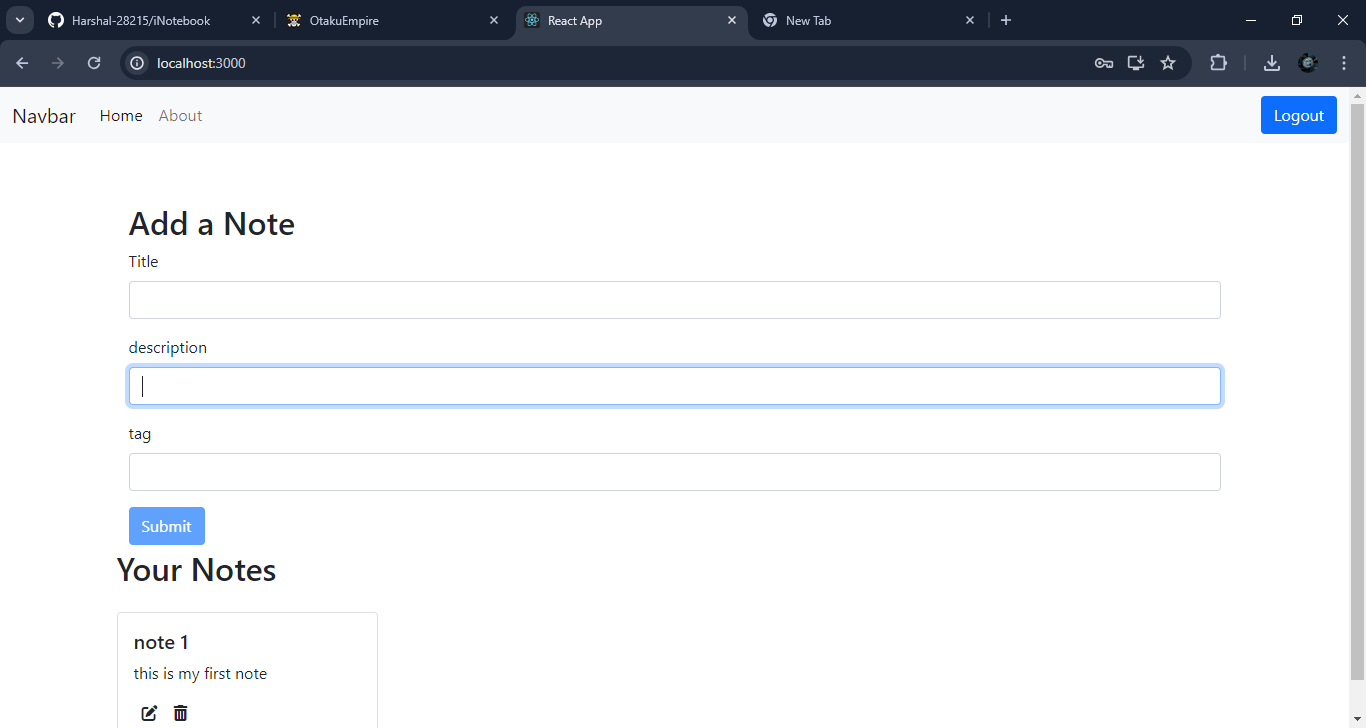 Harshal-28215/iNotebook OtakuEmpire React App New Tab
localhost:3000
Navbar Home About Logout
Add a Note
Title
description
tag
Submit
Your Notes
note 1
this is my first note